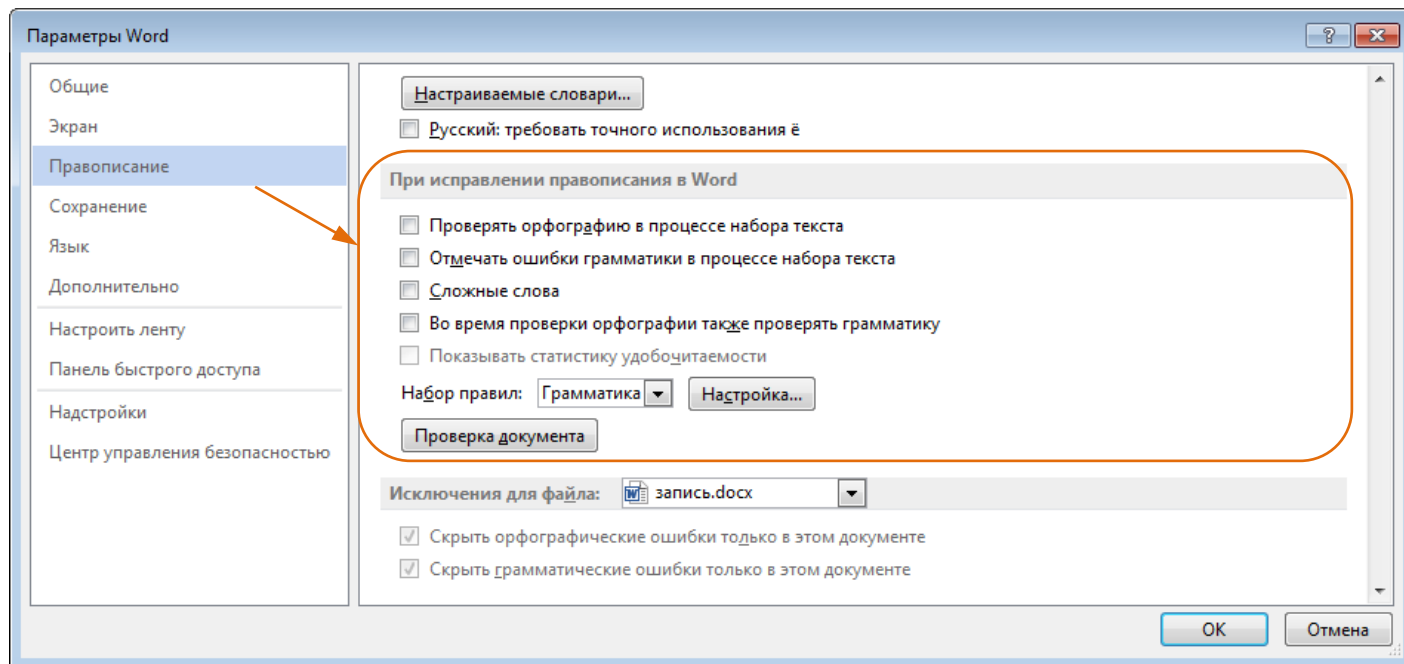 Параметры Word
Общие
Экран
Правописание
Сохранение
Язык
Дополнительно
Настроить ленту
Панель быстрого доступа
Надстройки
Центр управления безопасностью
Настраиваемые словари...
Русский: требовать точного использования ё
При исправлении правописания в Word
Проверять орфографию в процессе набора текста
Отмечать ошибки грамматики в процессе набора текста
Сложные слова
Во время проверки орфографии также проверять грамматику
Показывать статистику удобочитаемости
Набор правил: Грамматика Настройка...
Проверка документа
Исключения для файла: запись.docx
Скрыть орфографические ошибки только в этом документе
Скрыть грамматические ошибки только в этом документе
ОК Отмена